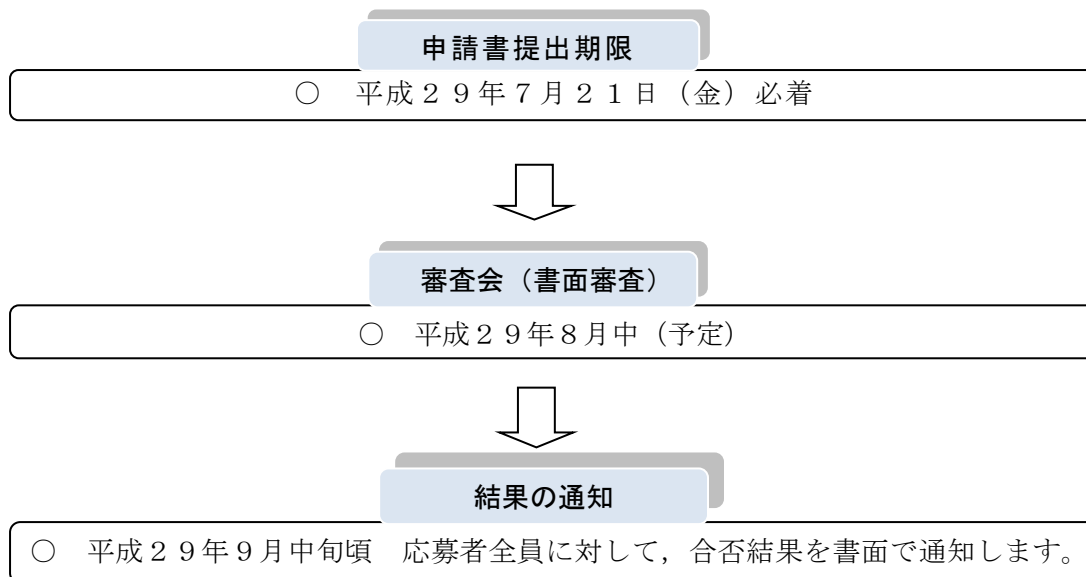 申請書提出期限
○　平成２９年７月２１日（金）必着
審査会（書面審査）
○　平成２９年８月中（予定）
結果の通知
○　平成２９年９月中旬頃　応募者全員に対して，合否結果を書面で通知します。